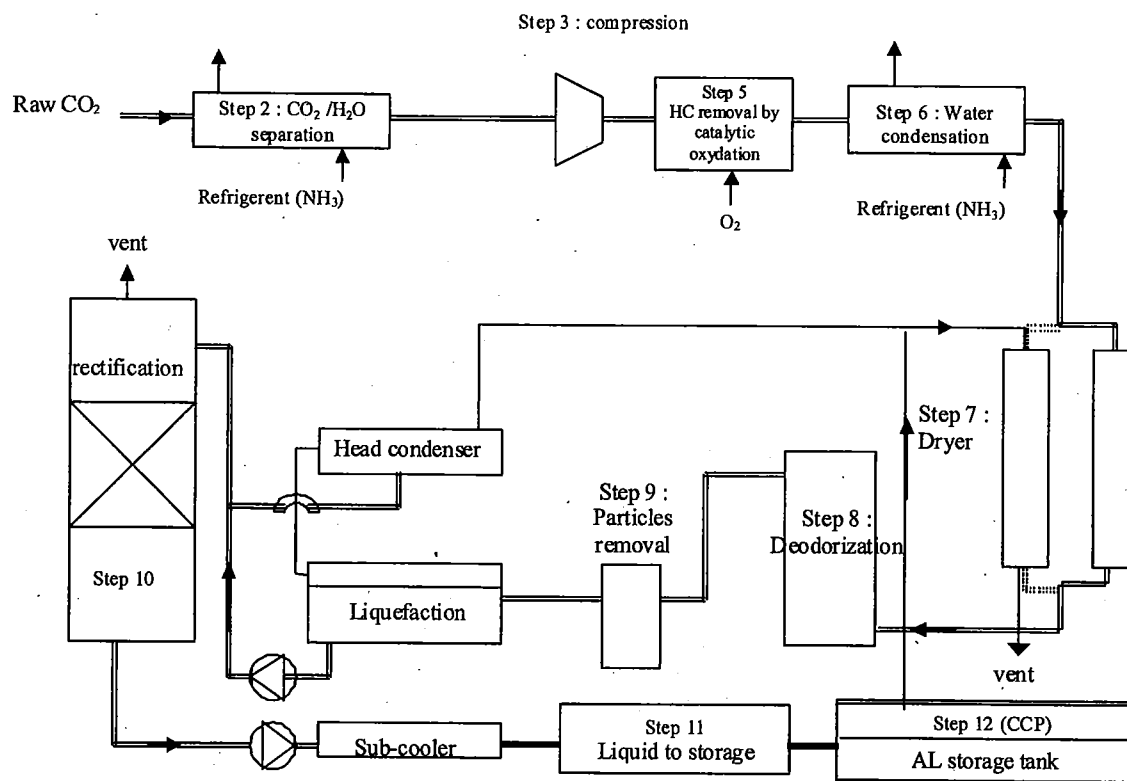 Step 3 : compression
Raw CO₂
Step 2 : CO₂ /H₂O
separation
Step 5
HC removal by
catalytic
oxydation
Step 6 : Water
condensation
Refrigerent (NH₃)
O₂
Refrigerent (NH₃)
vent
rectification
Head condenser
Step 7 :
Dryer
Step 9 :
Particles
removal
Step 8 :
Deodorization
Step 10
Liquefaction
vent
Sub-cooler
Step 11
Liquid to storage
Step 12 (CCP)
AL storage tank